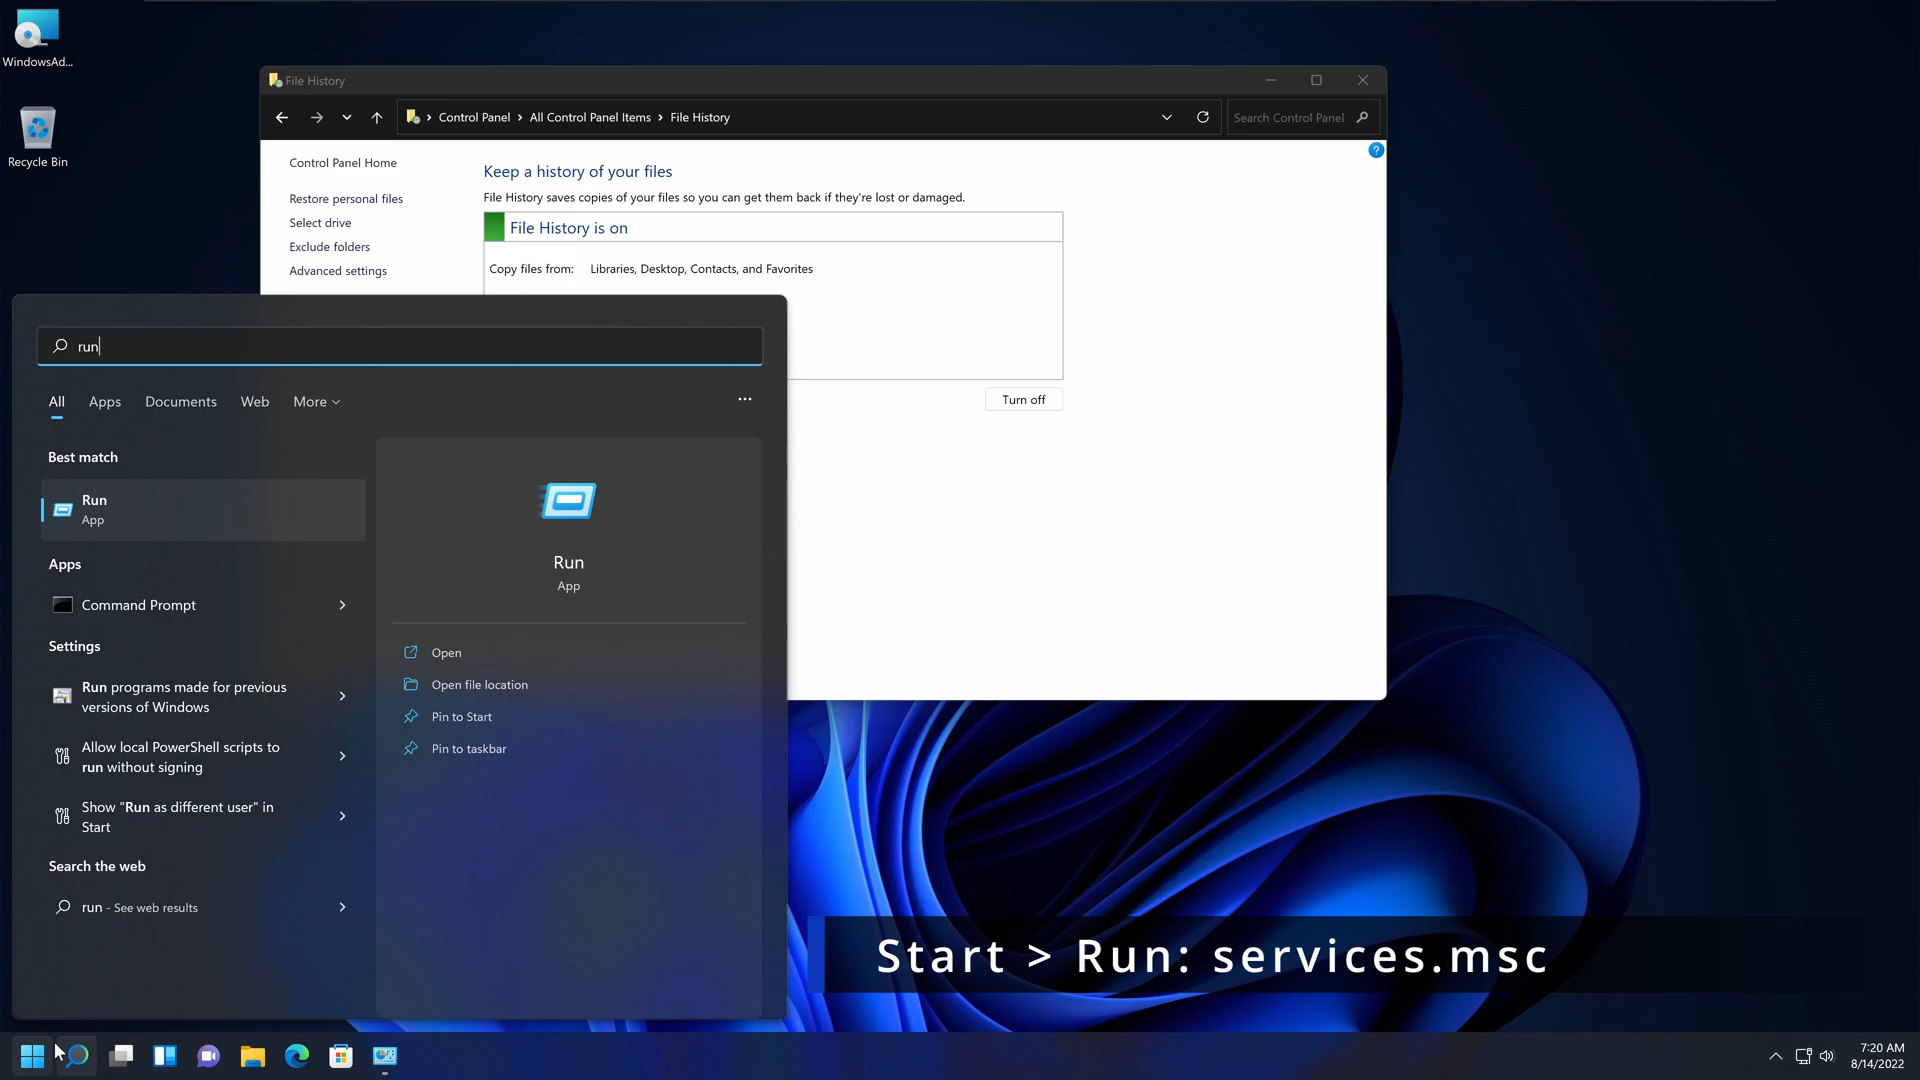 WindowsAd...
Recycle Bin
File History
Control Panel > All Control Panel Items > File History
Search Control Panel
?
Control Panel Home
Restore personal files
Select drive
Exclude folders
Advanced settings
Keep a history of your files
File History saves copies of your files so you can get them back if they're lost or damaged.
File History is on
Copy files from: Libraries, Desktop, Contacts, and Favorites
Turn off
run
All Apps Documents Web More
...
Best match
Run
App
Apps
Command Prompt
Settings
Run programs made for previous
versions of Windows
Allow local PowerShell scripts to
run without signing
Show "Run as different user" in
Start
Search the web
run - See web results
Run
App
Open
Open file location
Pin to Start
Pin to taskbar
Start > Run: services.msc
7:20 AM
8/14/2022